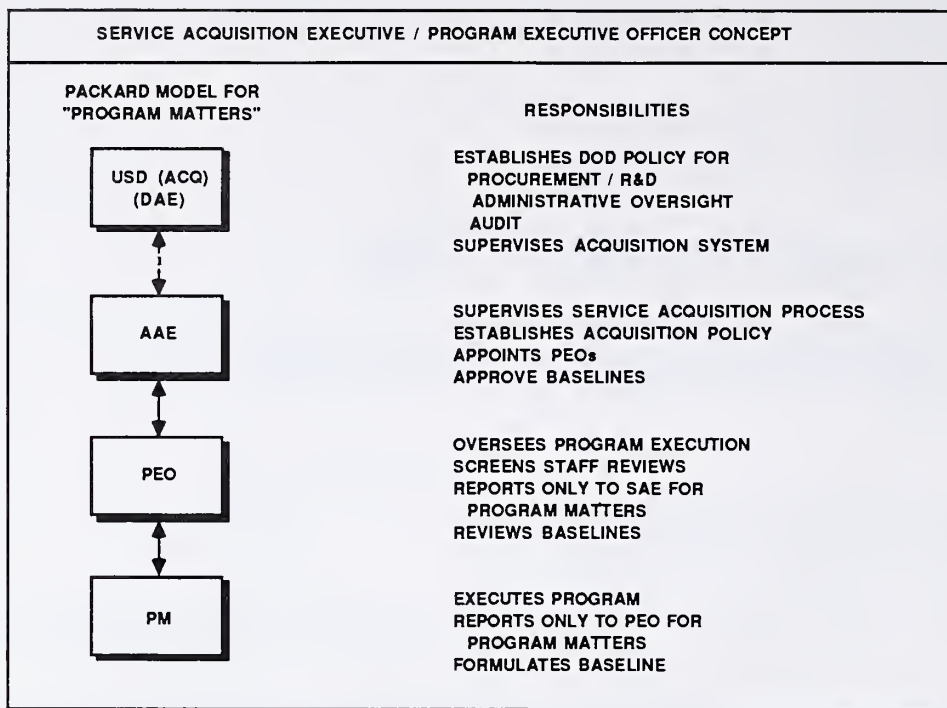 SERVICE ACQUISITION EXECUTIVE / PROGRAM EXECUTIVE OFFICER CONCEPT
PACKARD MODEL FOR
"PROGRAM MATTERS"
RESPONSIBILITIES
USD (ACQ)
(DAE)
ESTABLISHES DOD POLICY FOR
PROCUREMENT / R&D
ADMINISTRATIVE OVERSIGHT
AUDIT
SUPERVISES ACQUISITION SYSTEM
AAE
SUPERVISES SERVICE ACQUISITION PROCESS
ESTABLISHES ACQUISITION POLICY
APPOINTS PEOs
APPROVE BASELINES
PEO
OVERSEES PROGRAM EXECUTION
SCREENS STAFF REVIEWS
REPORTS ONLY TO SAE FOR
PROGRAM MATTERS
REVIEWS BASELINES
PM
EXECUTES PROGRAM
REPORTS ONLY TO PEO FOR
PROGRAM MATTERS
FORMULATES BASELINE